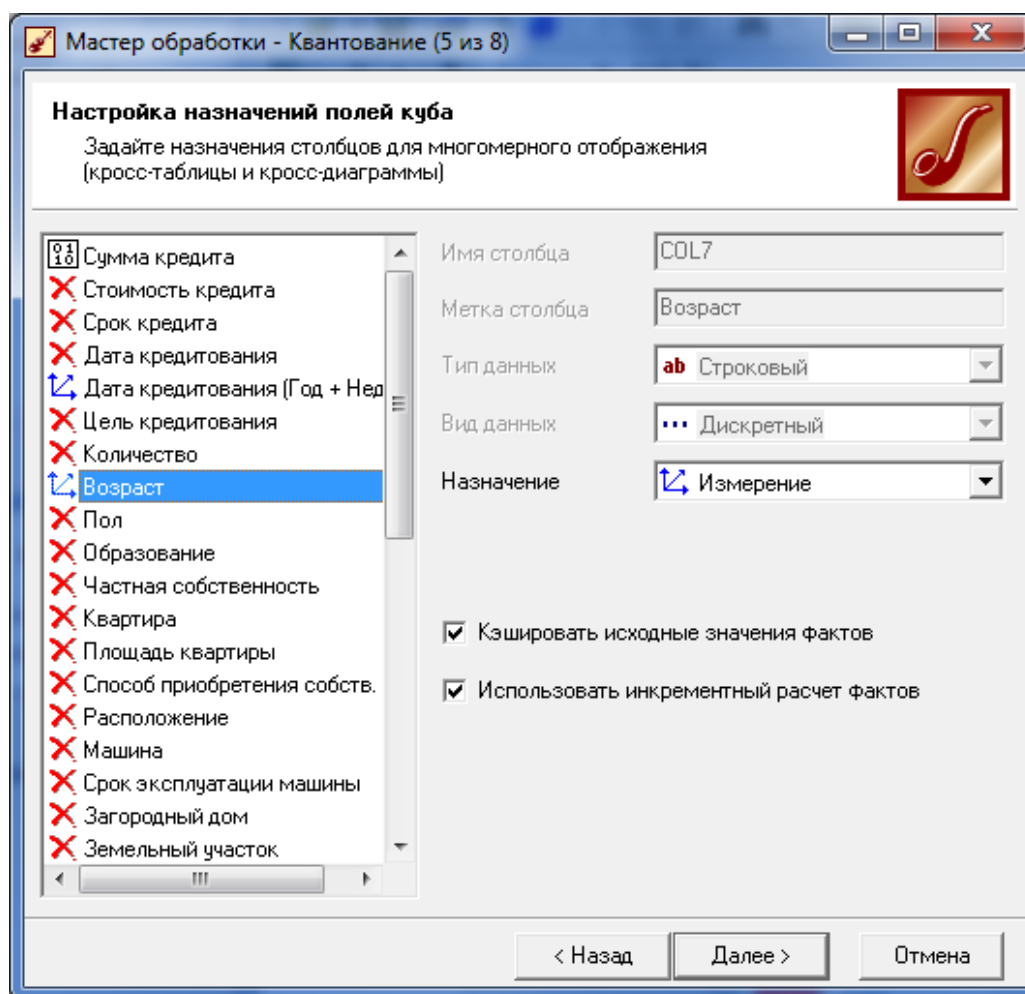 Мастер обработки - Квантование (5 из 8)
Настройка назначений полей куба
Задайте назначения столбцов для многомерного отображения
(кросс-таблицы и кросс-диаграммы)
Сумма кредита
Стоимость кредита
Срок кредита
Дата кредитования
Дата кредитования (Год + Нед
Цель кредитования
Количество
Возраст
Пол
Образование
Частная собственность
Квартира
Площадь квартиры
Способ приобретения собств.
Расположение
Машина
Срок эксплуатации машины
Загородный дом
Земельный участок
Имя столбца COL7
Метка столбца Возраст
Тип данных ab Строковый
Вид данных Дискретный
Назначение Измерение
Кэшировать исходные значения фактов
Использовать инкрементный расчет фактов
< Назад Далее > Отмена